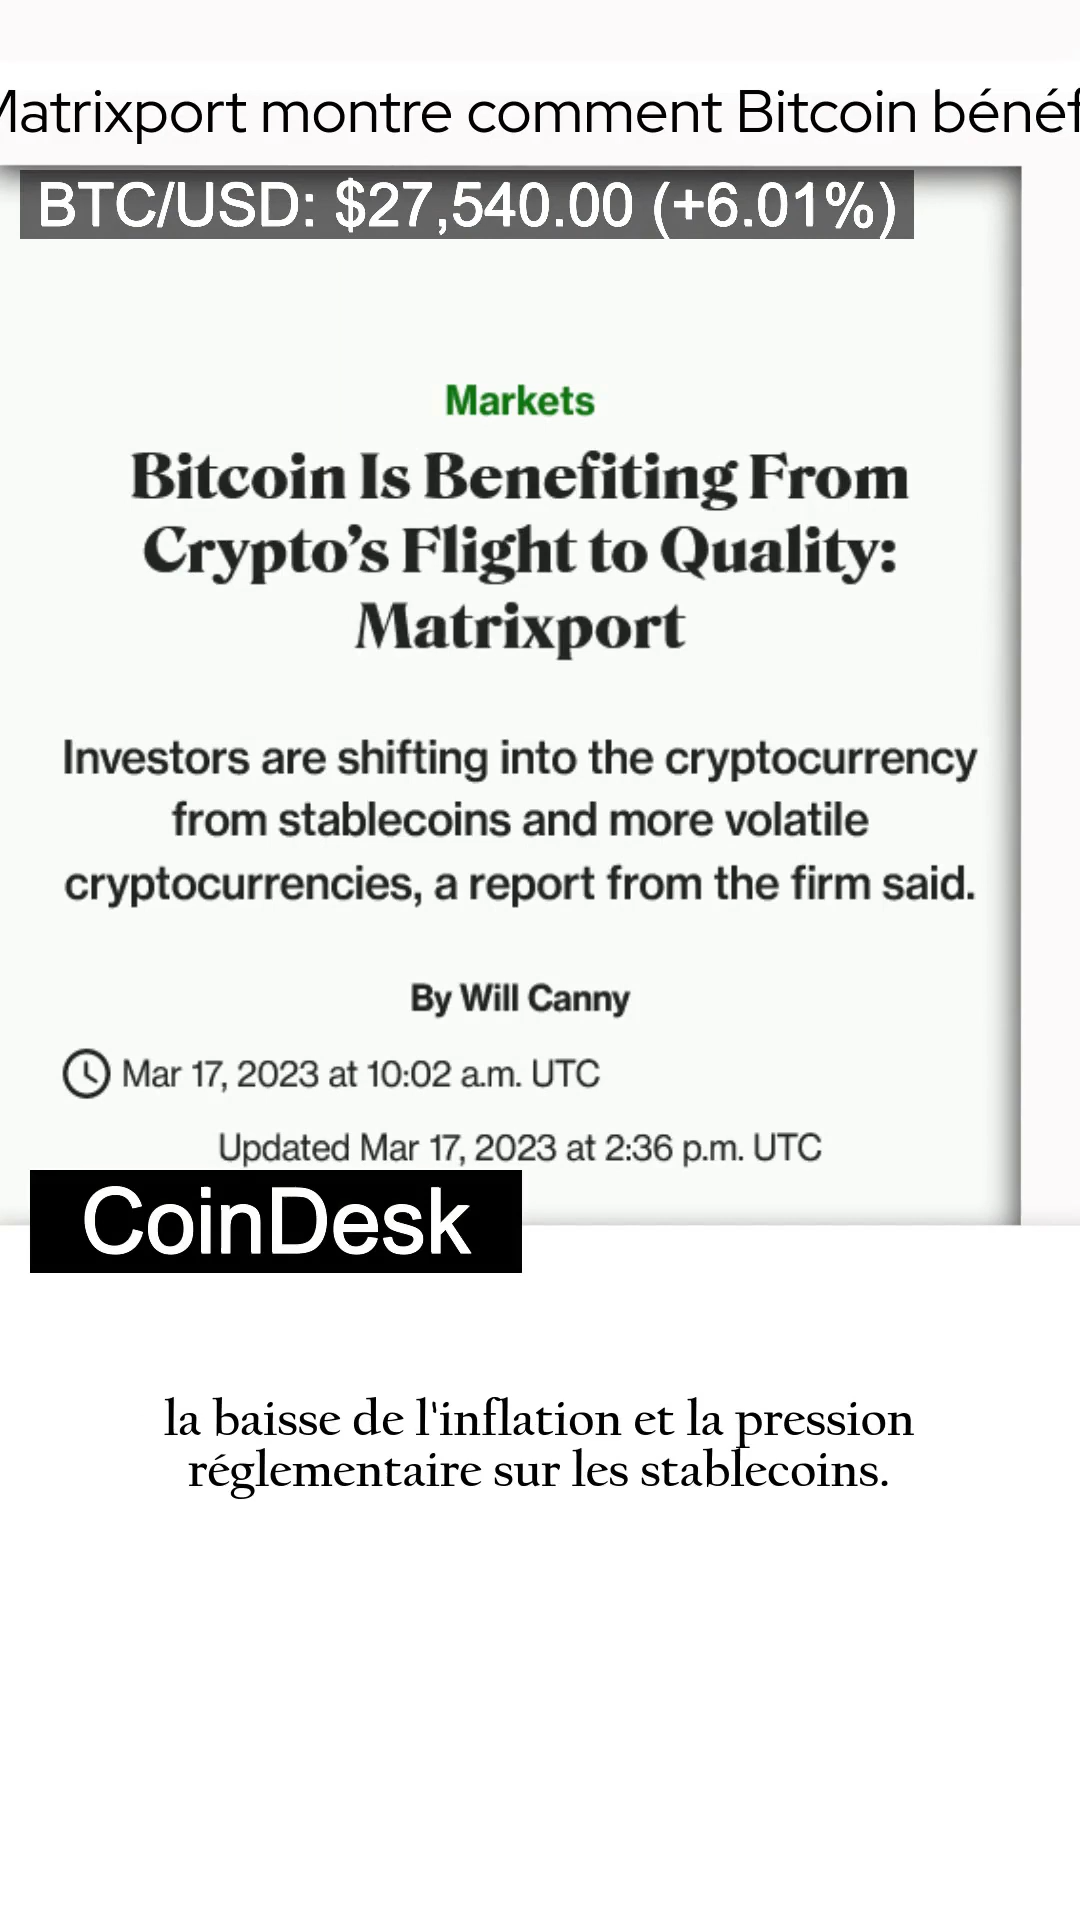 Matrixport montre comment Bitcoin bénéf
BTC/USD: $27,540.00 (+6.01%)
Markets
Bitcoin Is Benefiting From
Crypto’s Flight to Quality:
Matrixport
Investors are shifting into the cryptocurrency
from stablecoins and more volatile
cryptocurrencies, a report from the firm said.
By Will Canny
Mar 17, 2023 at 10:02 a.m. UTC
Updated Mar 17, 2023 at 2:36 p.m. UTC
CoinDesk
la baisse de l'inflation et la pression
réglementaire sur les stablecoins.